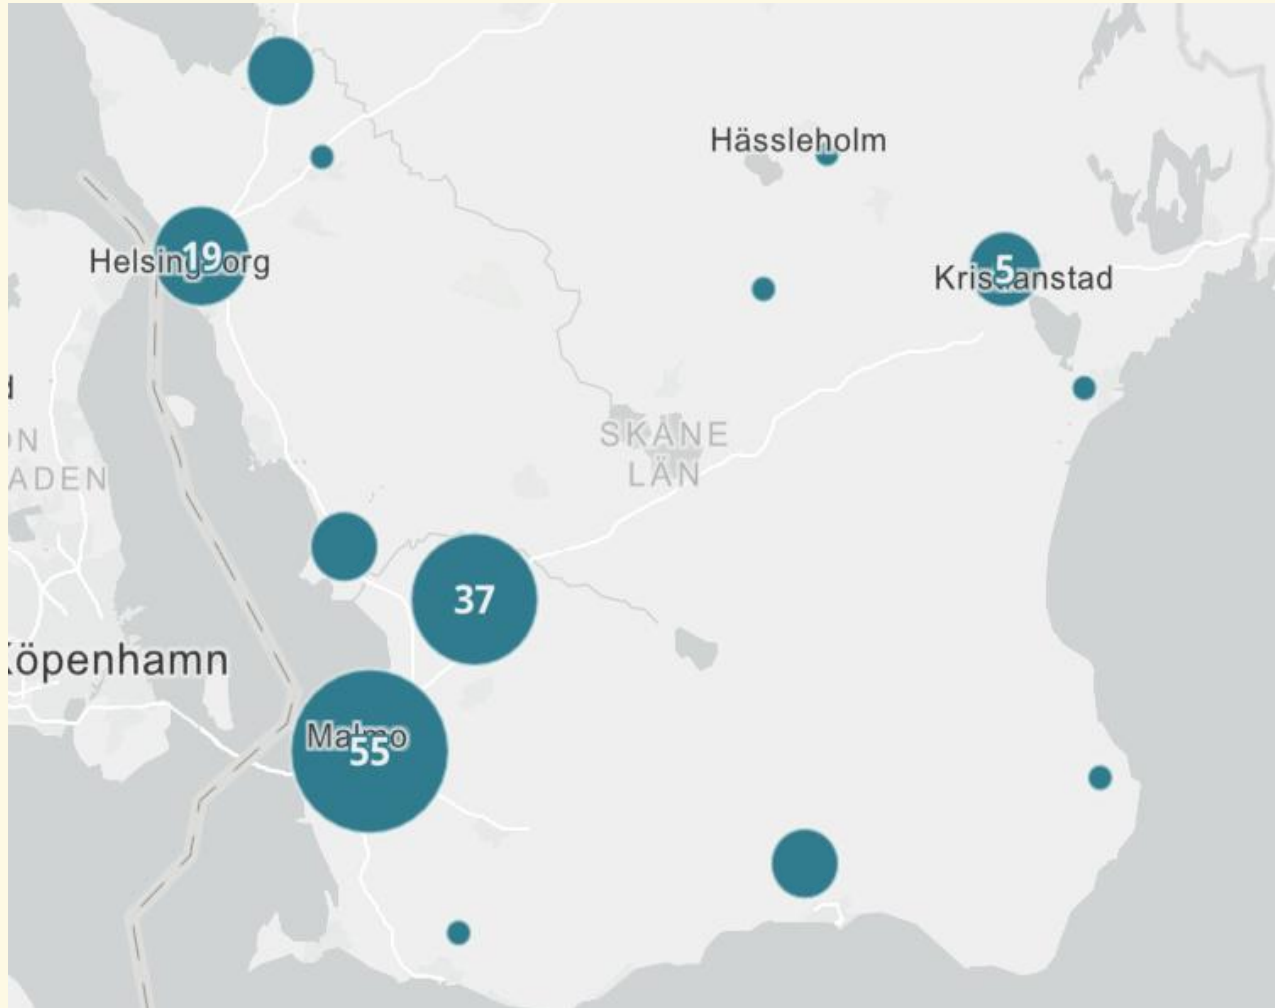 Hässleholm
19
Helsingborg
5
Kristianstad
SKÅNE
LÄN
ADEN
37
Köpenhamn
Malmö
55